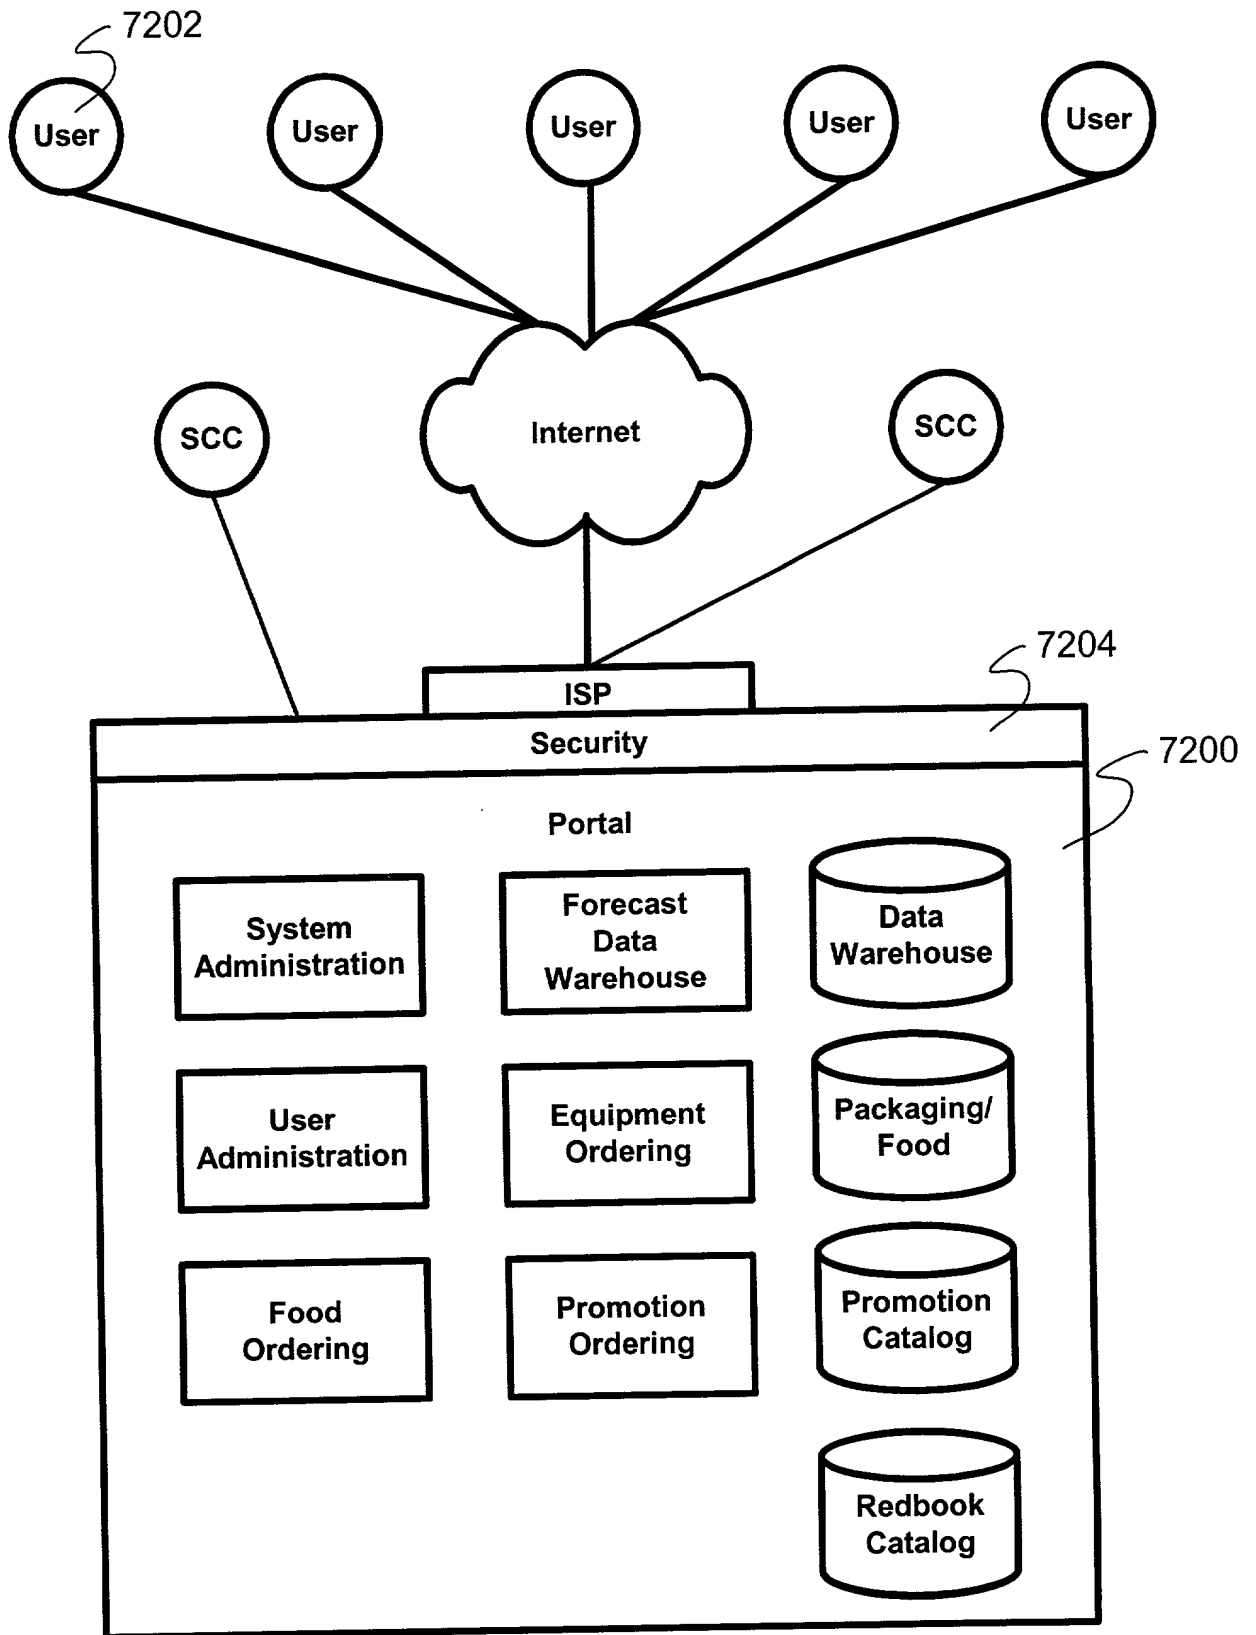 7202
User
User
User
User
User
SCC
Internet
SCC
7204
ISP
Security
7200
Portal
System
Administration
Forecast
Data
Warehouse
Data
Warehouse
User
Administration
Equipment
Ordering
Packaging/
Food
Food
Ordering
Promotion
Ordering
Promotion
Catalog
Redbook
Catalog